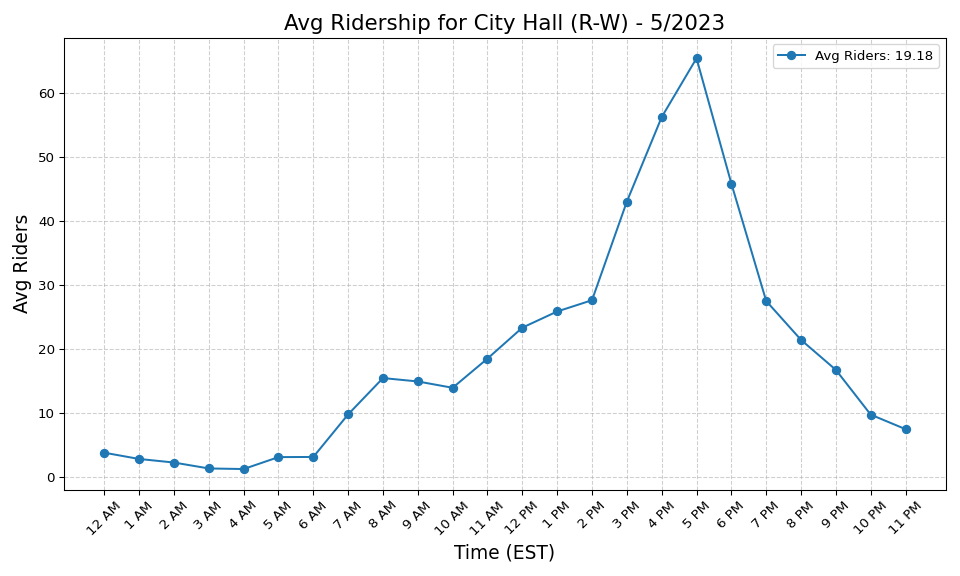 Avg Ridership for City Hall (R-W) - 5/2023
Avg Riders: 19.18
Avg Riders
60
50
40
30
20
10
0
12 AM
1 AM
2 AM
3 AM
4 AM
5 AM
6 AM
7 AM
8 AM
9 AM
10 AM
11 AM
12 PM
1 PM
2 PM
3 PM
4 PM
5 PM
6 PM
7 PM
8 PM
9 PM
10 PM
11 PM
Time (EST)